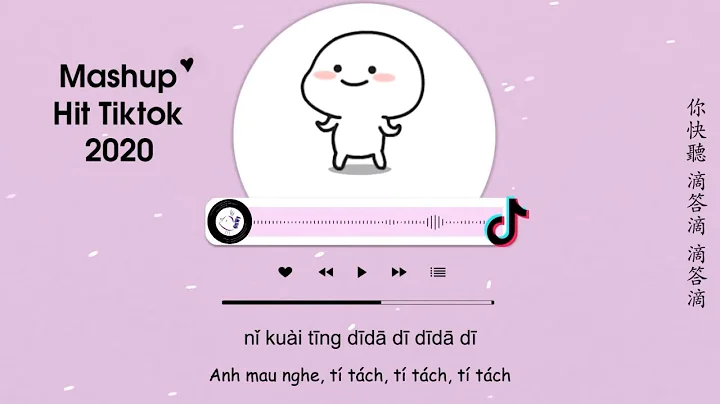 Mashup
Hit Tiktok
2020
你快聽 滴答滴 滴答滴
nǐ kuài tīng dīdā dī dīdā dī
Anh mau nghe, tí tách, tí tách, tí tách